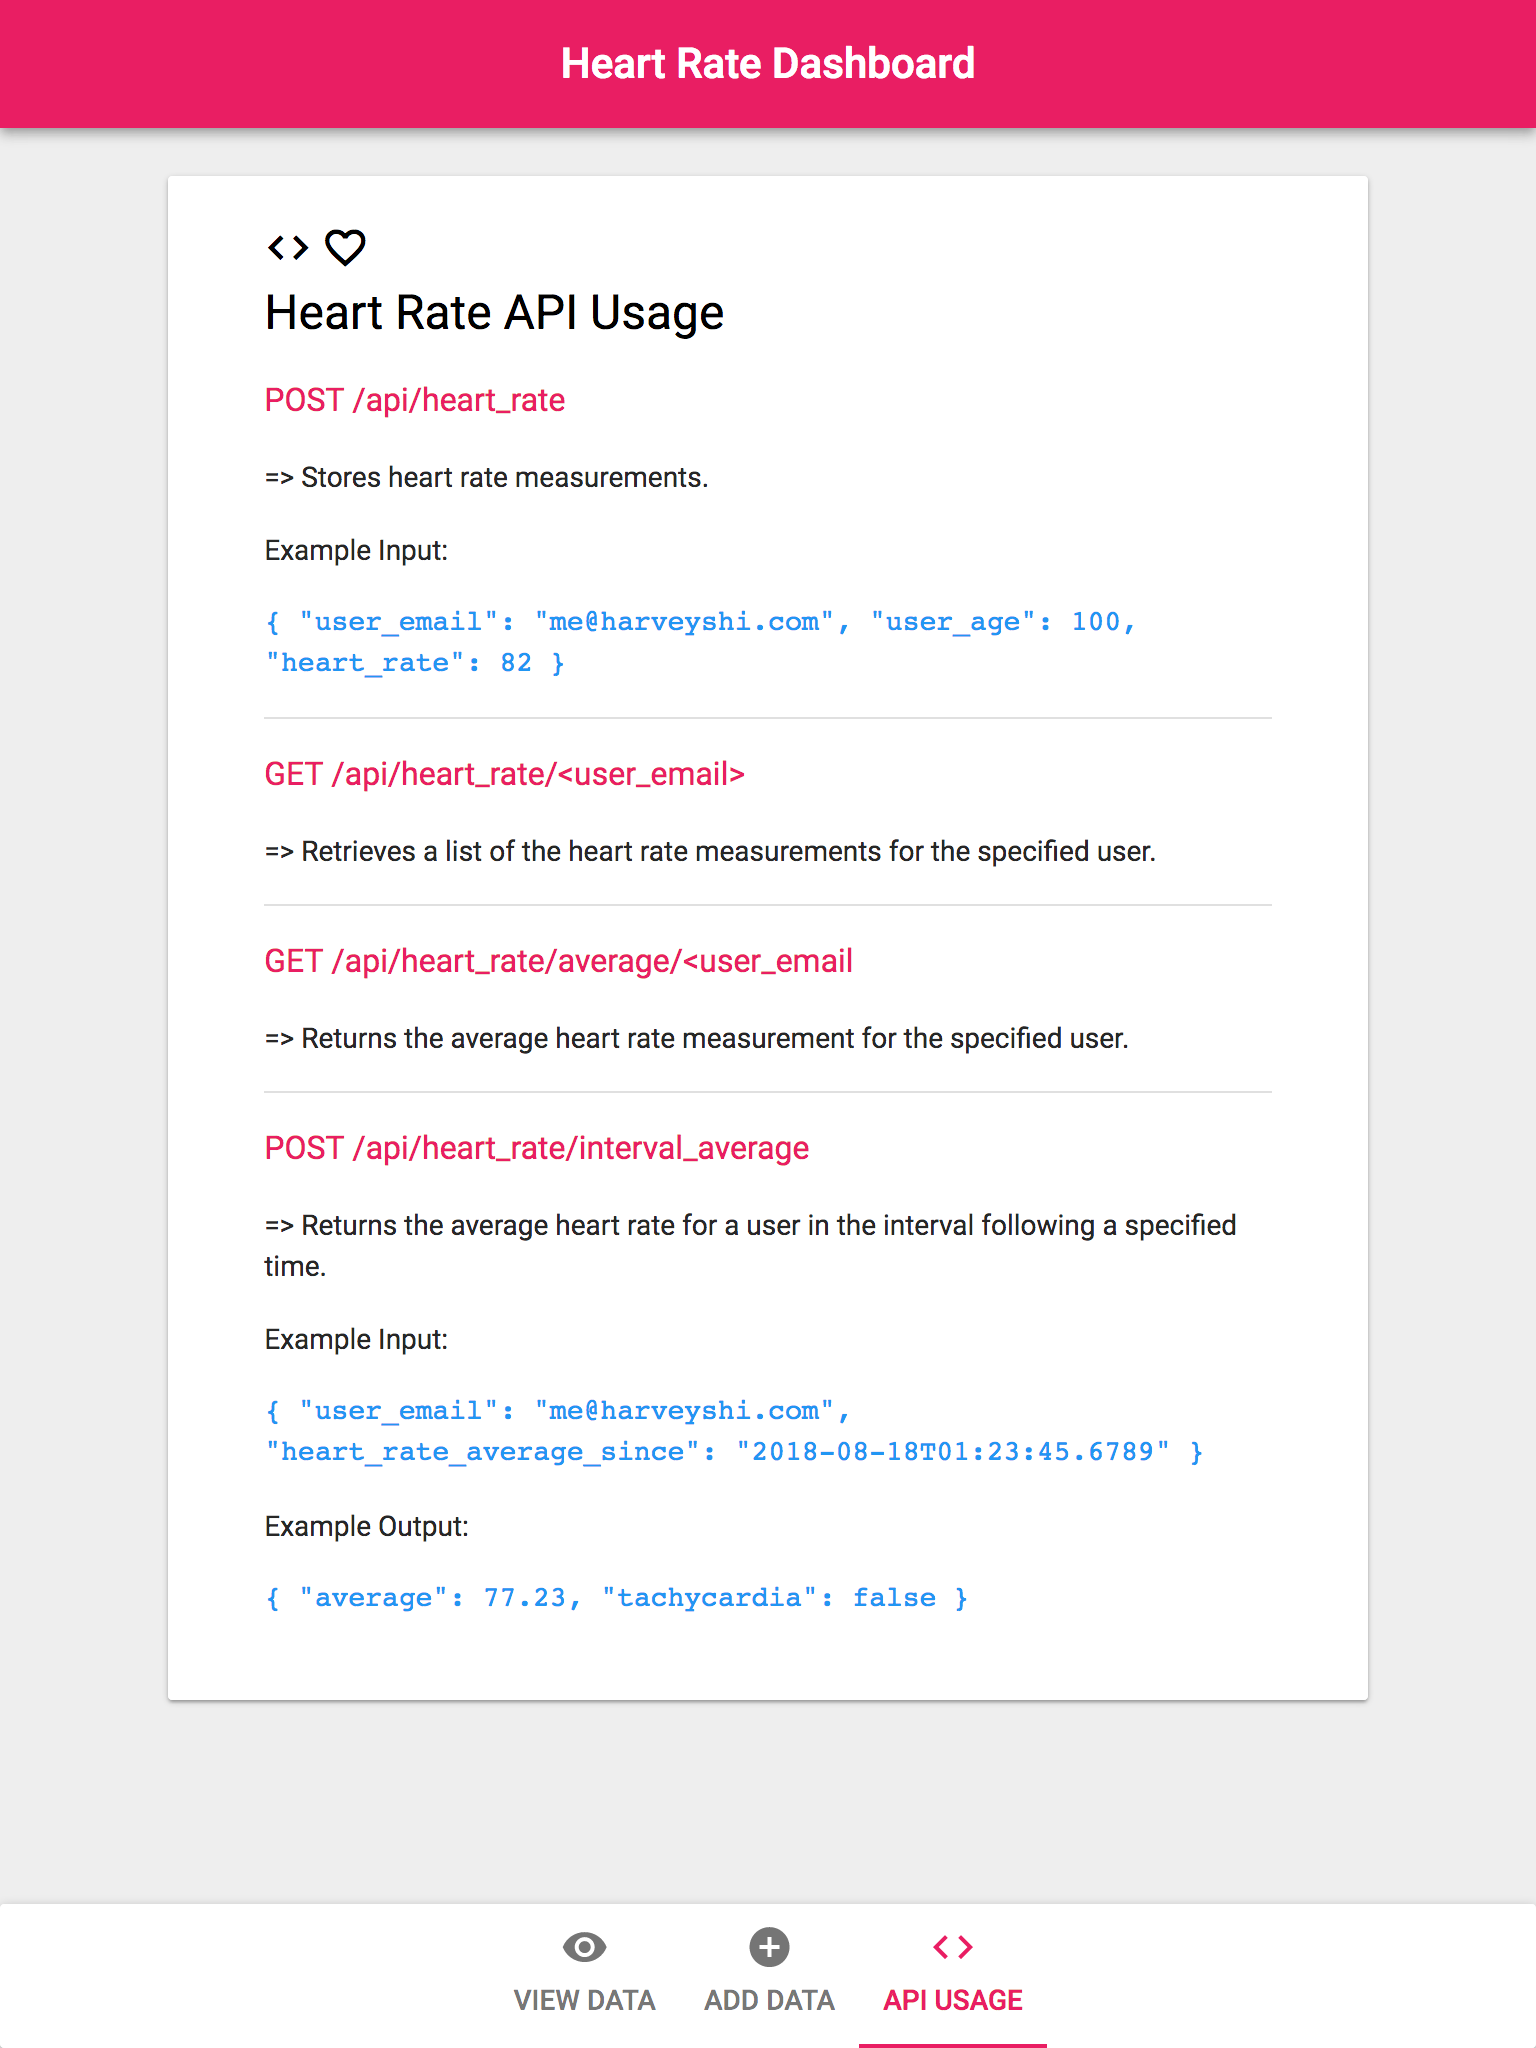 Heart Rate Dashboard
Heart Rate API Usage
POST /api/heart_rate
=> Stores heart rate measurements.
Example Input:
{ "user_email": "me@harveyshi.com", "user_age": 100,
"heart_rate": 82 }
GET /api/heart_rate/<user_email>
=> Retrieves a list of the heart rate measurements for the specified user.
GET /api/heart_rate/average/<user_email
=> Returns the average heart rate measurement for the specified user.
POST /api/heart_rate/interval_average
=> Returns the average heart rate for a user in the interval following a specified
time.
Example Input:
{ "user_email": "me@harveyshi.com",
"heart_rate_average_since": "2018-08-18T01:23:45.6789" }
Example Output:
{ "average": 77.23, "tachycardia": false }
VIEW DATA
ADD DATA
API USAGE